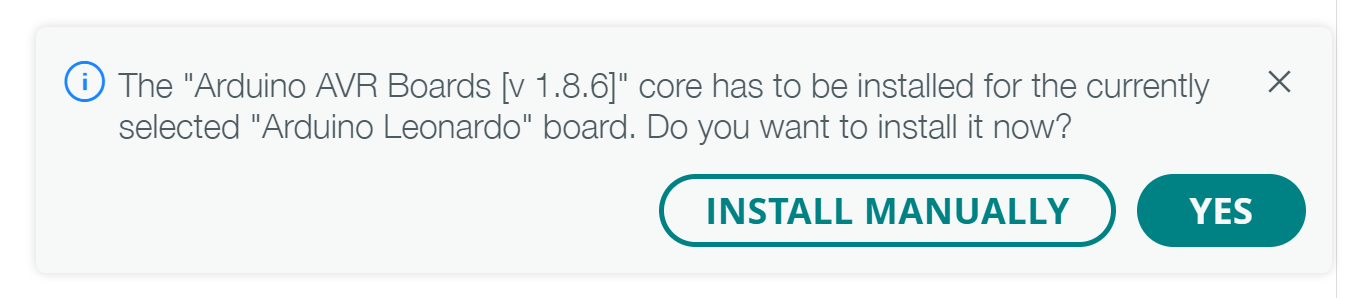 The "Arduino AVR Boards [v 1.8.6]" core has to be installed for the currently
selected "Arduino Leonardo" board. Do you want to install it now?
INSTALL MANUALLY YES